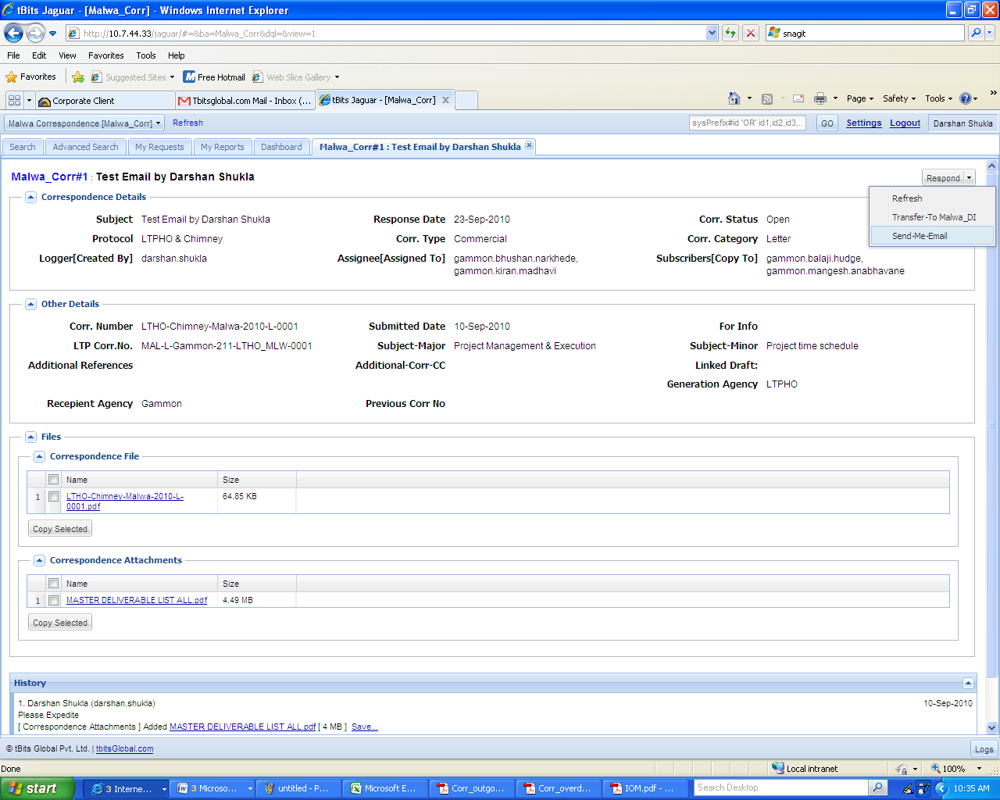 tBits Jaguar - [Malwa_Corr] - Windows Internet Explorer
http://10.7.44.33/jaguar/#=&ba=Malwa_Corr&dql=&view=1
snagit
File Edit View Favorites Tools Help
Favorites Suggested Sites Free Hotmail Web Slice Gallery
Corporate Client Tbitsglobal.com Mail - Inbox (... tBits Jaguar - [Malwa_Corr] Page Safety Tools »
Malwa Correspondence [Malwa_Corr] Refresh sysPrefix#id 'OR' id1,id2,id3,.. GO Settings Logout Darshan Shukla
Search Advanced Search My Requests My Reports Dashboard Malwa_Corr#1 : Test Email by Darshan Shukla
Malwa_Corr#1 : Test Email by Darshan Shukla Respond
Refresh
Transfer-To Malwa_DI
Send-Me-Email
Correspondence Details
Subject Test Email by Darshan Shukla Response Date 23-Sep-2010 Corr. Status Open
Protocol LTPHO & Chimney Corr. Type Commercial Corr. Category Letter
Logger[Created By] darshan.shukla Assignee[Assigned To] gammon.bhushan.narkhede, Subscribers[Copy To] gammon.balaji.hudge,
gammon.kiran.madhavi gammon.mangesh.anabhavane
Other Details
Corr. Number LTHO-Chimney-Malwa-2010-L-0001 Submitted Date 10-Sep-2010 For Info
LTP Corr.No. MAL-L-Gammon-211-LTHO_MLW-0001 Subject-Major Project Management & Execution Subject-Minor Project time schedule
Additional References Additional-Corr-CC Linked Draft:
Generation Agency LTPHO
Recepient Agency Gammon Previous Corr No
Files
Correspondence File
Name Size
1 LTHO-Chimney-Malwa-2010-L- 64.85 KB
0001.pdf
Copy Selected
Correspondence Attachments
Name Size
1 MASTER DELIVERABLE LIST ALL.pdf 4.49 MB
Copy Selected
History
1. Darshan Shukla (darshan.shukla) 10-Sep-2010
Please Expedite
[ Correspondence Attachments ] Added MASTER DELIVERABLE LIST ALL.pdf [ 4 MB ] Save...
© tBits Global Pvt. Ltd. | tbitsGlobal.com Logs
Done Local intranet 100%
start 3 Interne... 3 Microso... untitled - P... Microsoft E... Corr_outgo... Corr_overd... IOM.pdf - ... Search Desktop 10:35 AM